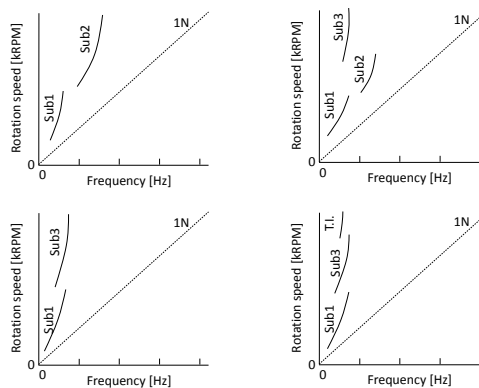 Rotation speed [kRPM]
Sub1
Sub2
1N
0
0
Frequency [Hz]
Rotation speed [kRPM]
Sub3
Sub1
Sub2
1N
0
0
Frequency [Hz]
Rotation speed [kRPM]
Sub3
Sub1
1N
0
0
Frequency [Hz]
Rotation speed [kRPM]
T.I.
Sub3
Sub1
1N
0
0
Frequency [Hz]